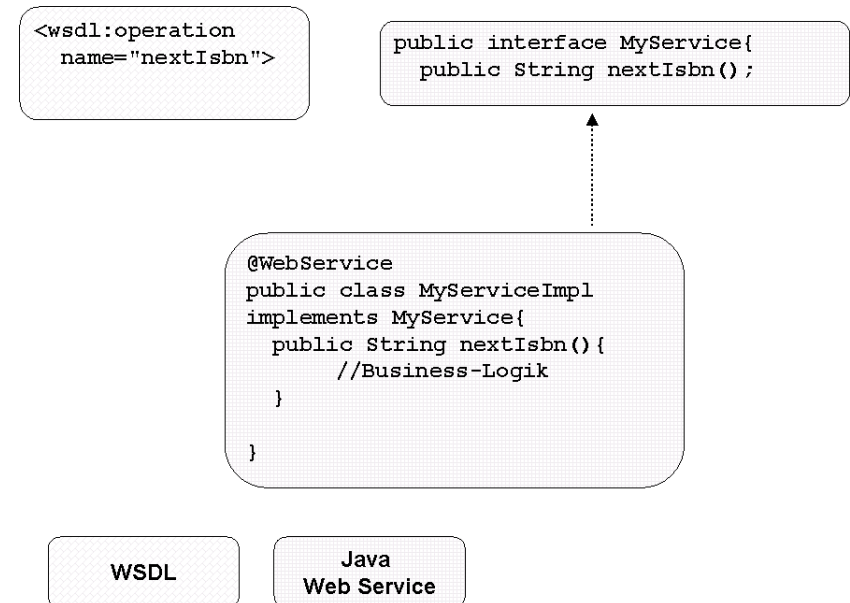 <wsdl:operation
name="nextIsbn">
public interface MyService{
public String nextIsbn();
@WebService
public class MyServiceImpl
implements MyService{
public String nextIsbn(){
//Business-Logik
}
}
WSDL
Java
Web Service